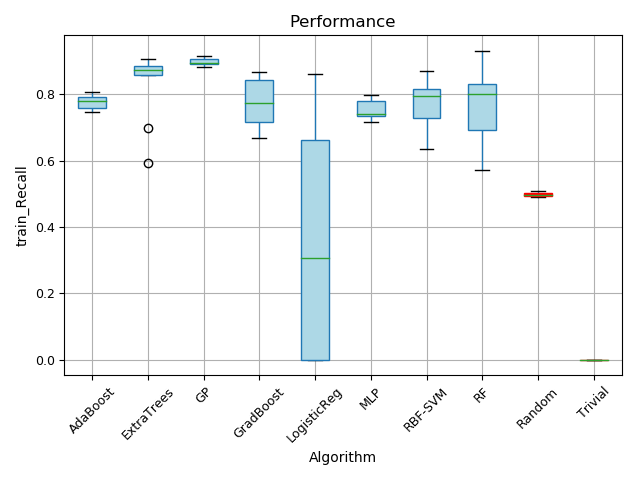 Performance
train_Recall
0.8
0.6
0.4
0.2
0.0
AdaBoost
ExtraTrees
GP
GradBoost
LogisticReg
MLP
RBF-SVM
RF
Random
Trivial
Algorithm